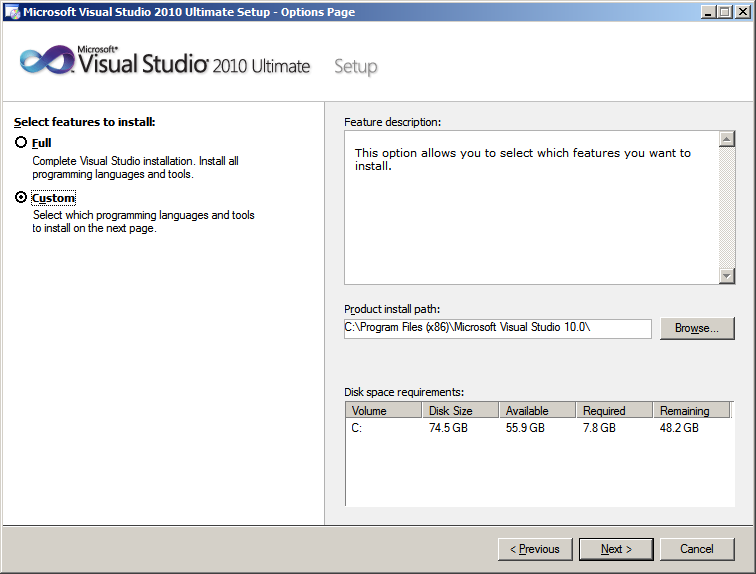 Microsoft Visual Studio 2010 Ultimate Setup - Options Page
Microsoft®
Visual Studio® 2010 Ultimate Setup
Select features to install:
Full
Complete Visual Studio installation. Install all
programming languages and tools.
Custom
Select which programming languages and tools
to install on the next page.
Feature description:
This option allows you to select which features you want to
install.
Product install path:
C:\Program Files (x86)\Microsoft Visual Studio 10.0\
Browse...
Disk space requirements:
Volume Disk Size Available Required Remaining
C: 74.5 GB 55.9 GB 7.8 GB 48.2 GB
< Previous Next > Cancel